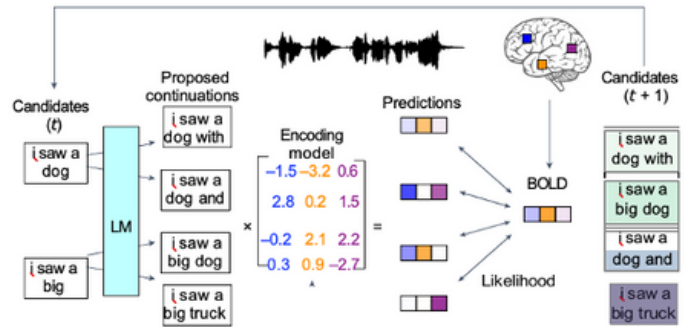 Candidates
(t)
i saw a
dog
i saw a
big
LM
Proposed
continuations
i saw a
dog with
i saw a
dog and
i saw a
big dog
i saw a
big truck
Encoding
model
×
–1.5 –3.2 0.6
2.8 0.2 1.5
–0.2 2.1 2.2
0.3 0.9 –2.7
=
Predictions
BOLD
Likelihood
Candidates
(t + 1)
i saw a
dog with
i saw a
big dog
i saw a
dog and
i saw a
big truck